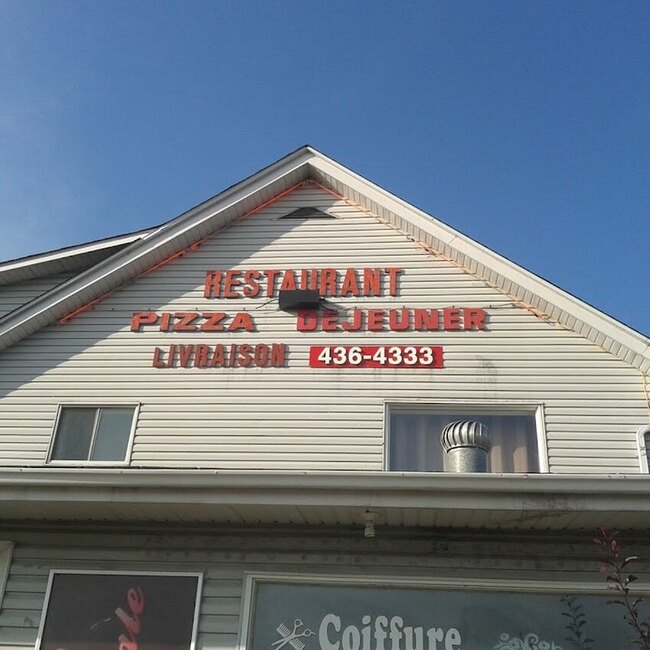 RESTAURANT
PIZZA DEJEUNER
LIVRAISON 436-4333
Coiffure